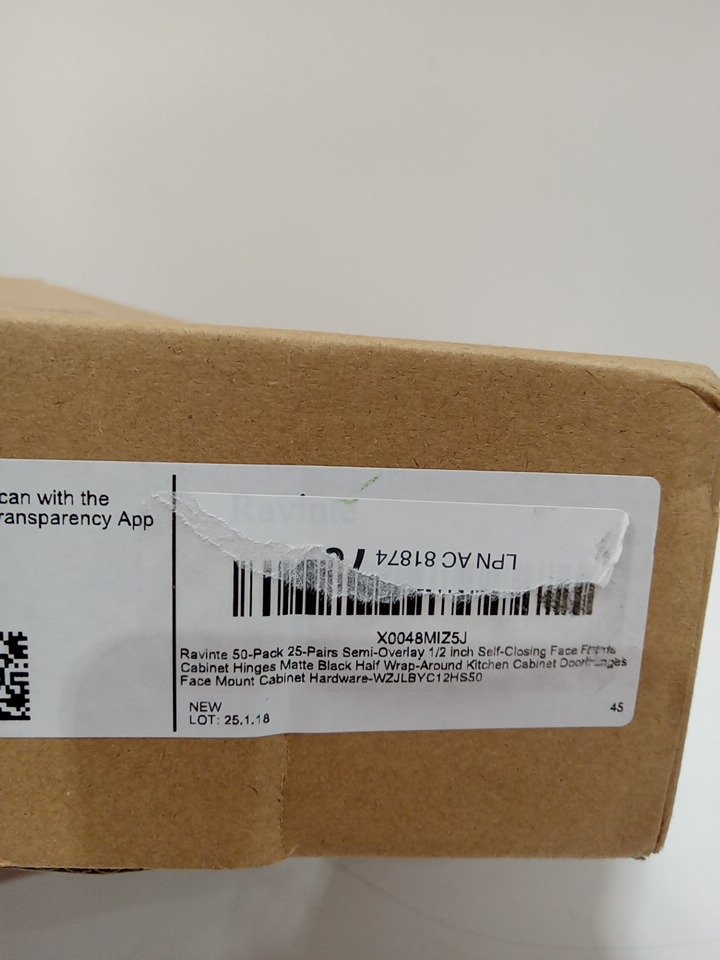 can with the
ransparency App
Ravinte
LPN AC 81874
X0048MIZ5J
Ravinte 50-Pack 25-Pairs Semi-Overlay 1/2 inch Self-Closing Face
Cabinet Hinges Matte Black Half Wrap-Around Kitchen Cabinet
Face Mount Cabinet Hardware-WZJLBYC12HS50
NEW
LOT: 25.1.18
45